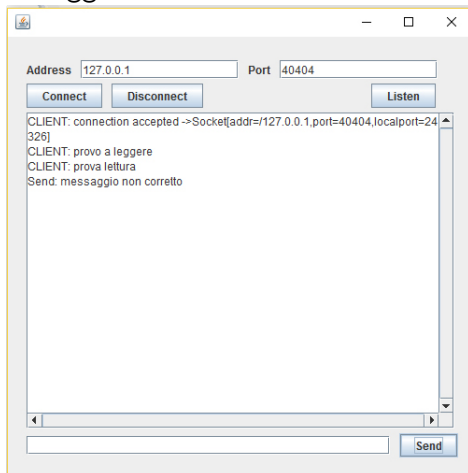 Address 127.0.0.1 Port 40404
Connect Disconnect Listen
CLIENT: connection accepted ->Socket[addr=/127.0.0.1,port=40404,localport=24
326]
CLIENT: provo a leggere
CLIENT: prova lettura
Send: messaggio non corretto
Send